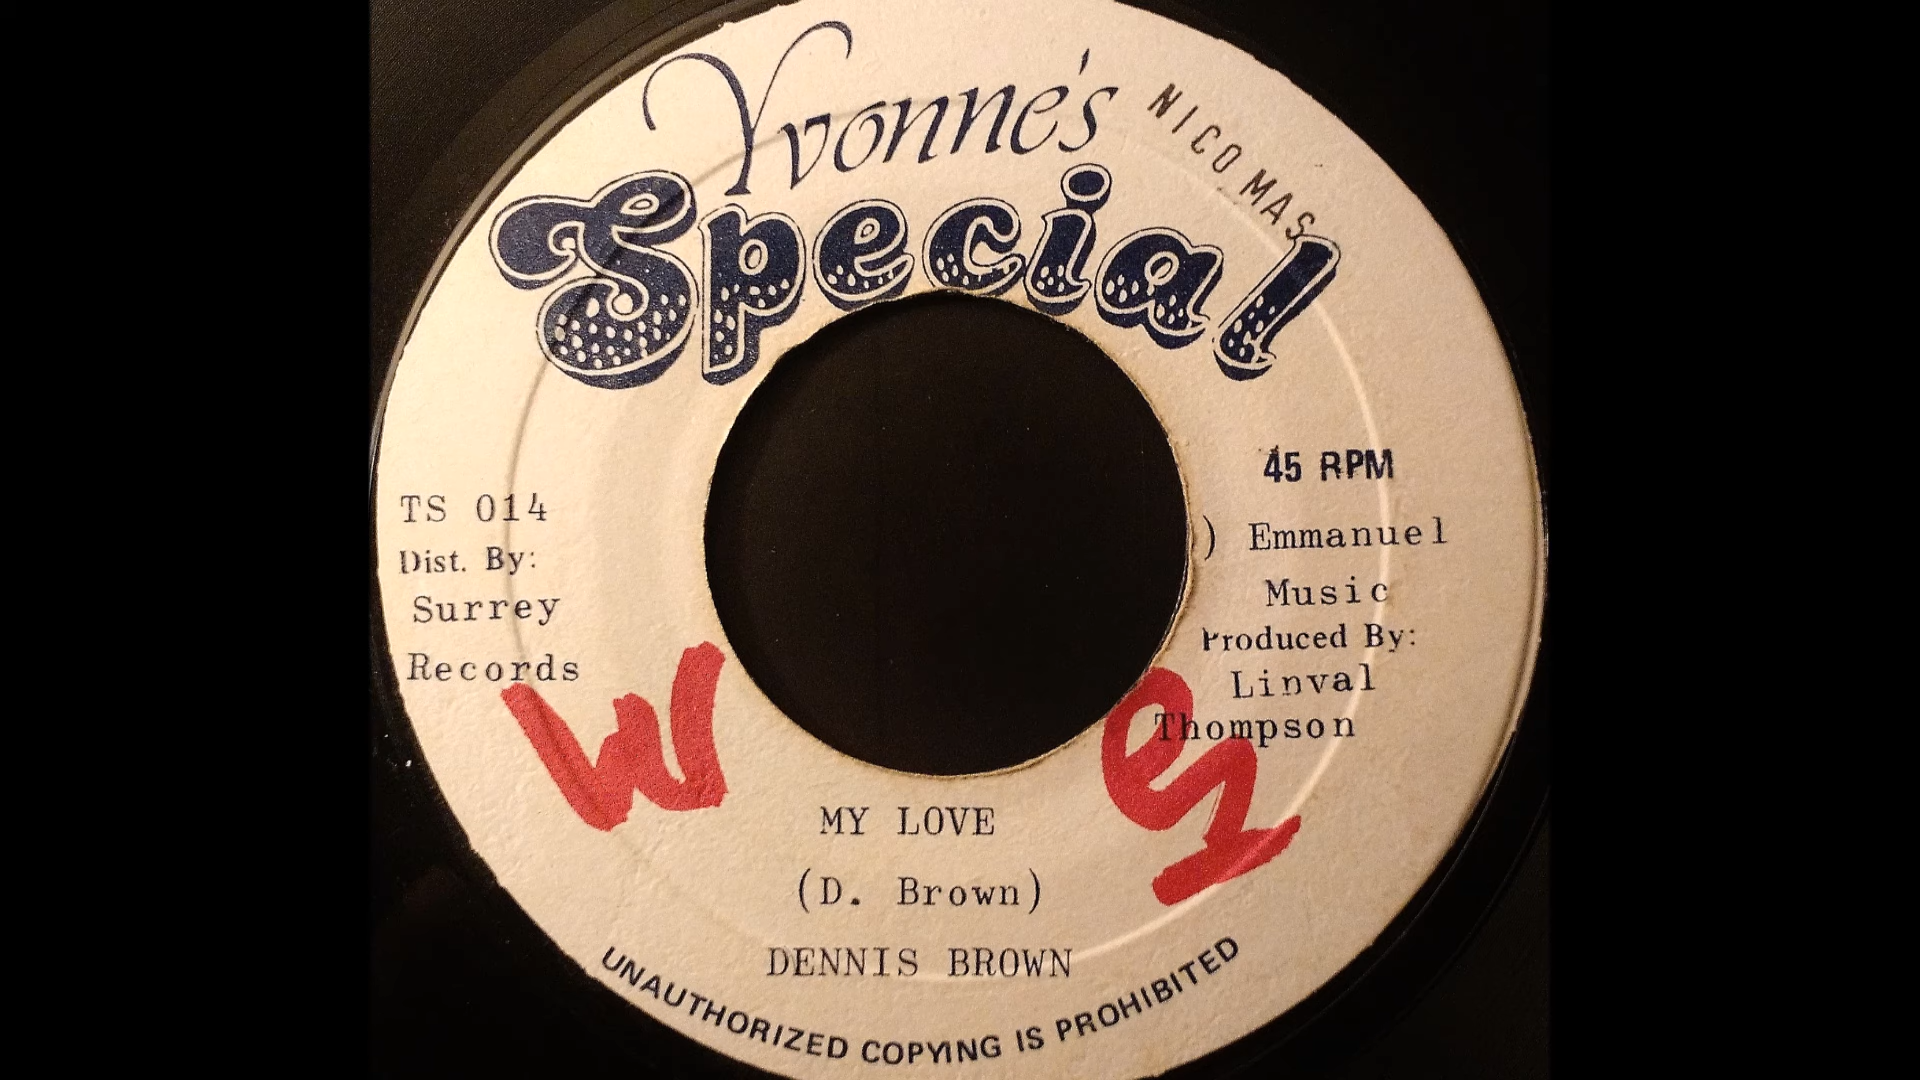 Yvonne's
Special
NICO MAS
45 RPM
TS 014
Dist. By:
Surrey
Records
) Emmanuel
Music
Produced By:
Linval
Thompson
MY LOVE
(D. Brown)
DENNIS BROWN
UNAUTHORIZED COPYING IS PROHIBITED